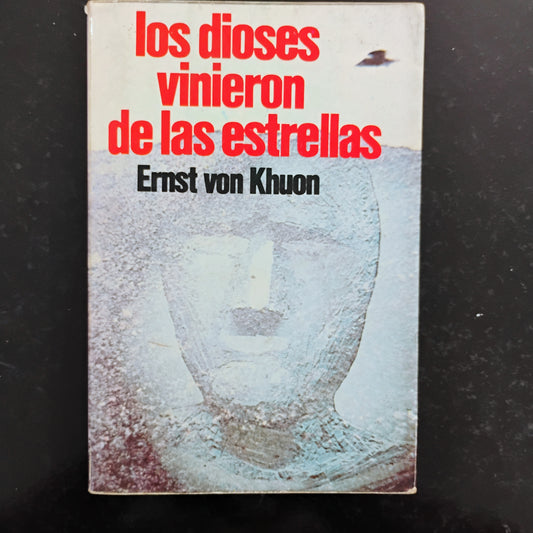 los dioses
vinieron
de las estrellas
Ernst von Khuon